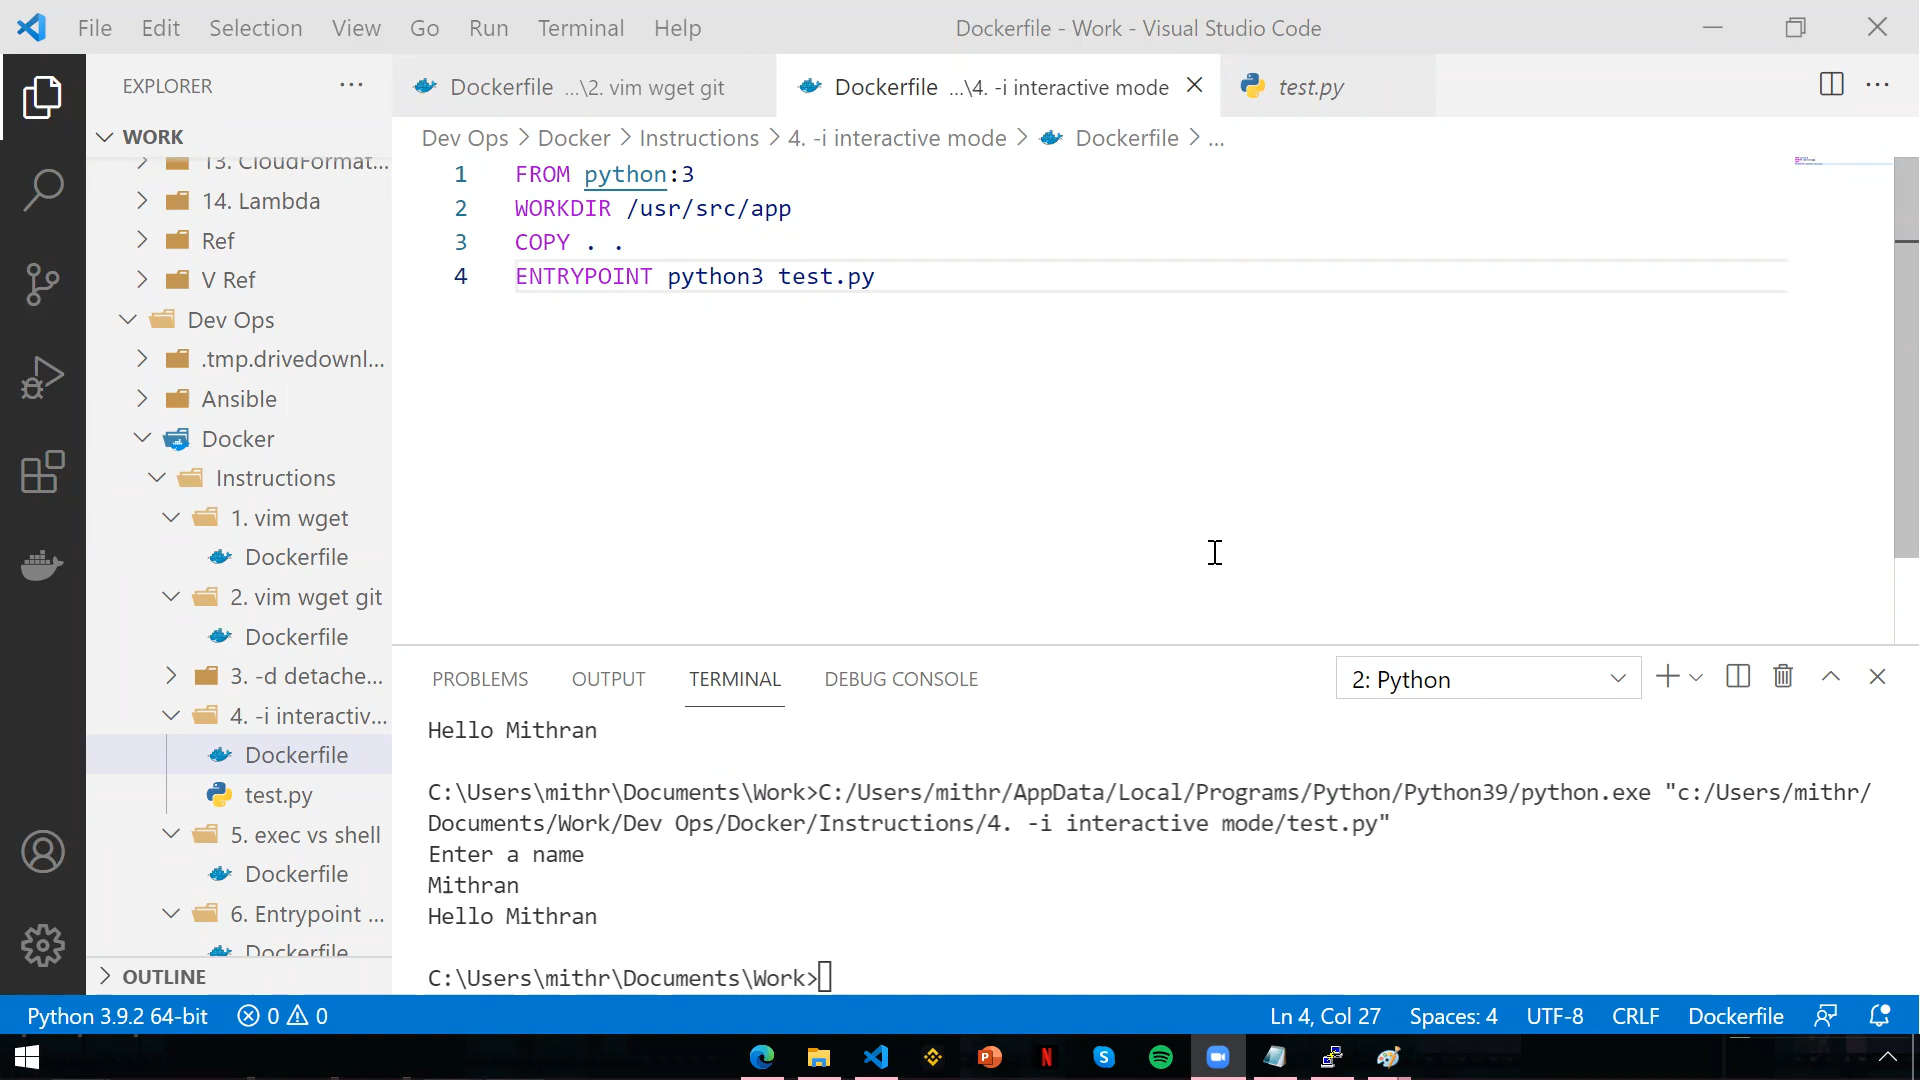 File Edit Selection View Go Run Terminal Help
Dockerfile - Work - Visual Studio Code
EXPLORER
Dockerfile ...\2. vim wget git
Dockerfile ...\4. -i interactive mode
test.py
WORK
Dev Ops > Docker > Instructions > 4. -i interactive mode > Dockerfile > ...
13. CloudFormat...
14. Lambda
Ref
V Ref
Dev Ops
.tmp.drivedownl...
Ansible
Docker
Instructions
1. vim wget
Dockerfile
2. vim wget git
Dockerfile
3. -d detache...
4. -i interactiv...
Dockerfile
test.py
5. exec vs shell
Dockerfile
6. Entrypoint ...
Dockerfile
OUTLINE
1 FROM python:3
2 WORKDIR /usr/src/app
3 COPY . .
4 ENTRYPOINT python3 test.py
PROBLEMS OUTPUT TERMINAL DEBUG CONSOLE
2: Python
Hello Mithran
C:\Users\mithr\Documents\Work>C:/Users/mithr/AppData/Local/Programs/Python/Python39/python.exe "c:/Users/mithr/
Documents/Work/Dev Ops/Docker/Instructions/4. -i interactive mode/test.py"
Enter a name
Mithran
Hello Mithran
C:\Users\mithr\Documents\Work>
Python 3.9.2 64-bit 0 0
Ln 4, Col 27 Spaces: 4 UTF-8 CRLF Dockerfile